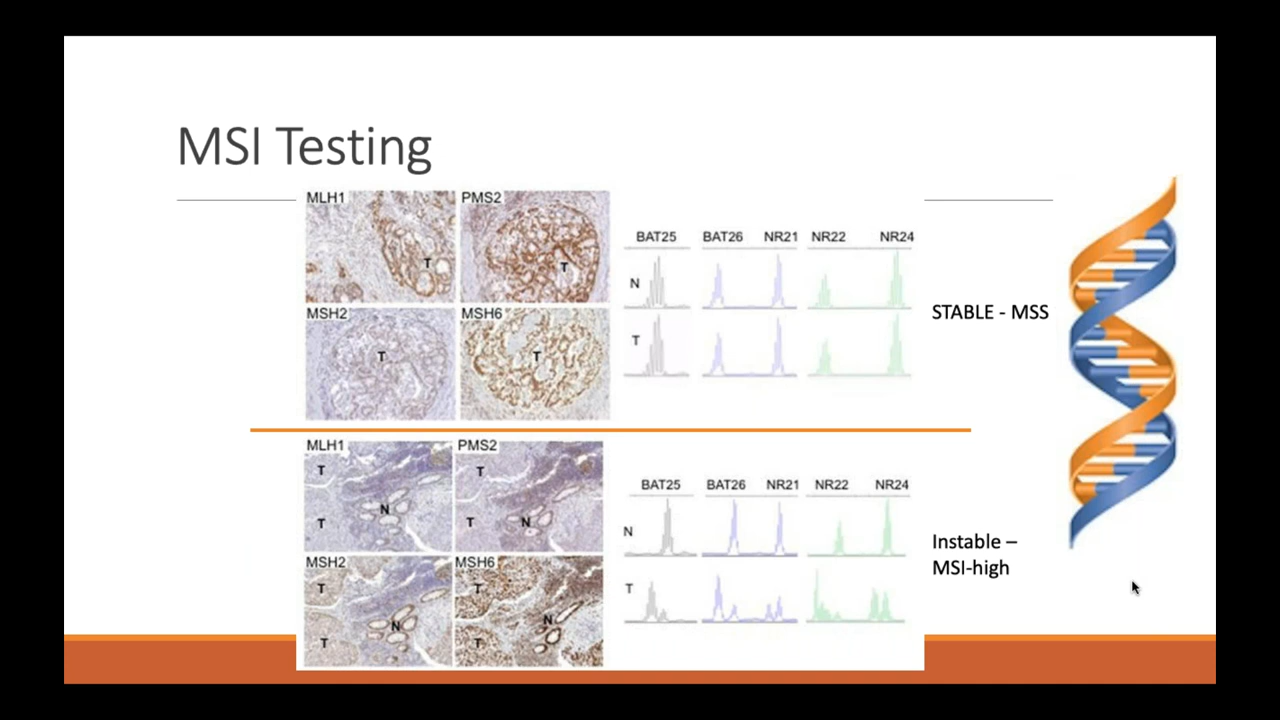 MSI Testing
MLH1 PMS2
T T
MSH2 MSH6
T T
BAT25 BAT26 NR21 NR22 NR24
N
T
STABLE - MSS
MLH1 PMS2
T T
N N
T T
MSH2 MSH6
T T
N N
T T
BAT25 BAT26 NR21 NR22 NR24
N
T
Instable –
MSI-high